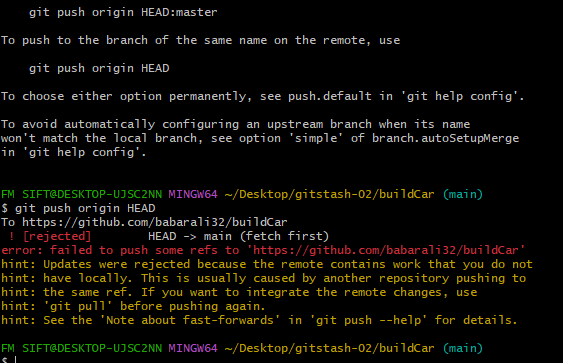 git push origin HEAD:master
To push to the branch of the same name on the remote, use
git push origin HEAD
To choose either option permanently, see push.default in 'git help config'.
To avoid automatically configuring an upstream branch when its name
won't match the local branch, see option 'simple' of branch.autoSetupMerge
in 'git help config'.
FM SIFT@DESKTOP-UJSC2NN MINGW64 ~/Desktop/gitstash-02/buildCar (main)
$ git push origin HEAD
To https://github.com/babarali32/buildCar
! [rejected]        HEAD -> main (fetch first)
error: failed to push some refs to 'https://github.com/babarali32/buildCar'
hint: Updates were rejected because the remote contains work that you do not
hint: have locally. This is usually caused by another repository pushing to
hint: the same ref. If you want to integrate the remote changes, use
hint: 'git pull' before pushing again.
hint: See the 'Note about fast-forwards' in 'git push --help' for details.
FM SIFT@DESKTOP-UJSC2NN MINGW64 ~/Desktop/gitstash-02/buildCar (main)
$